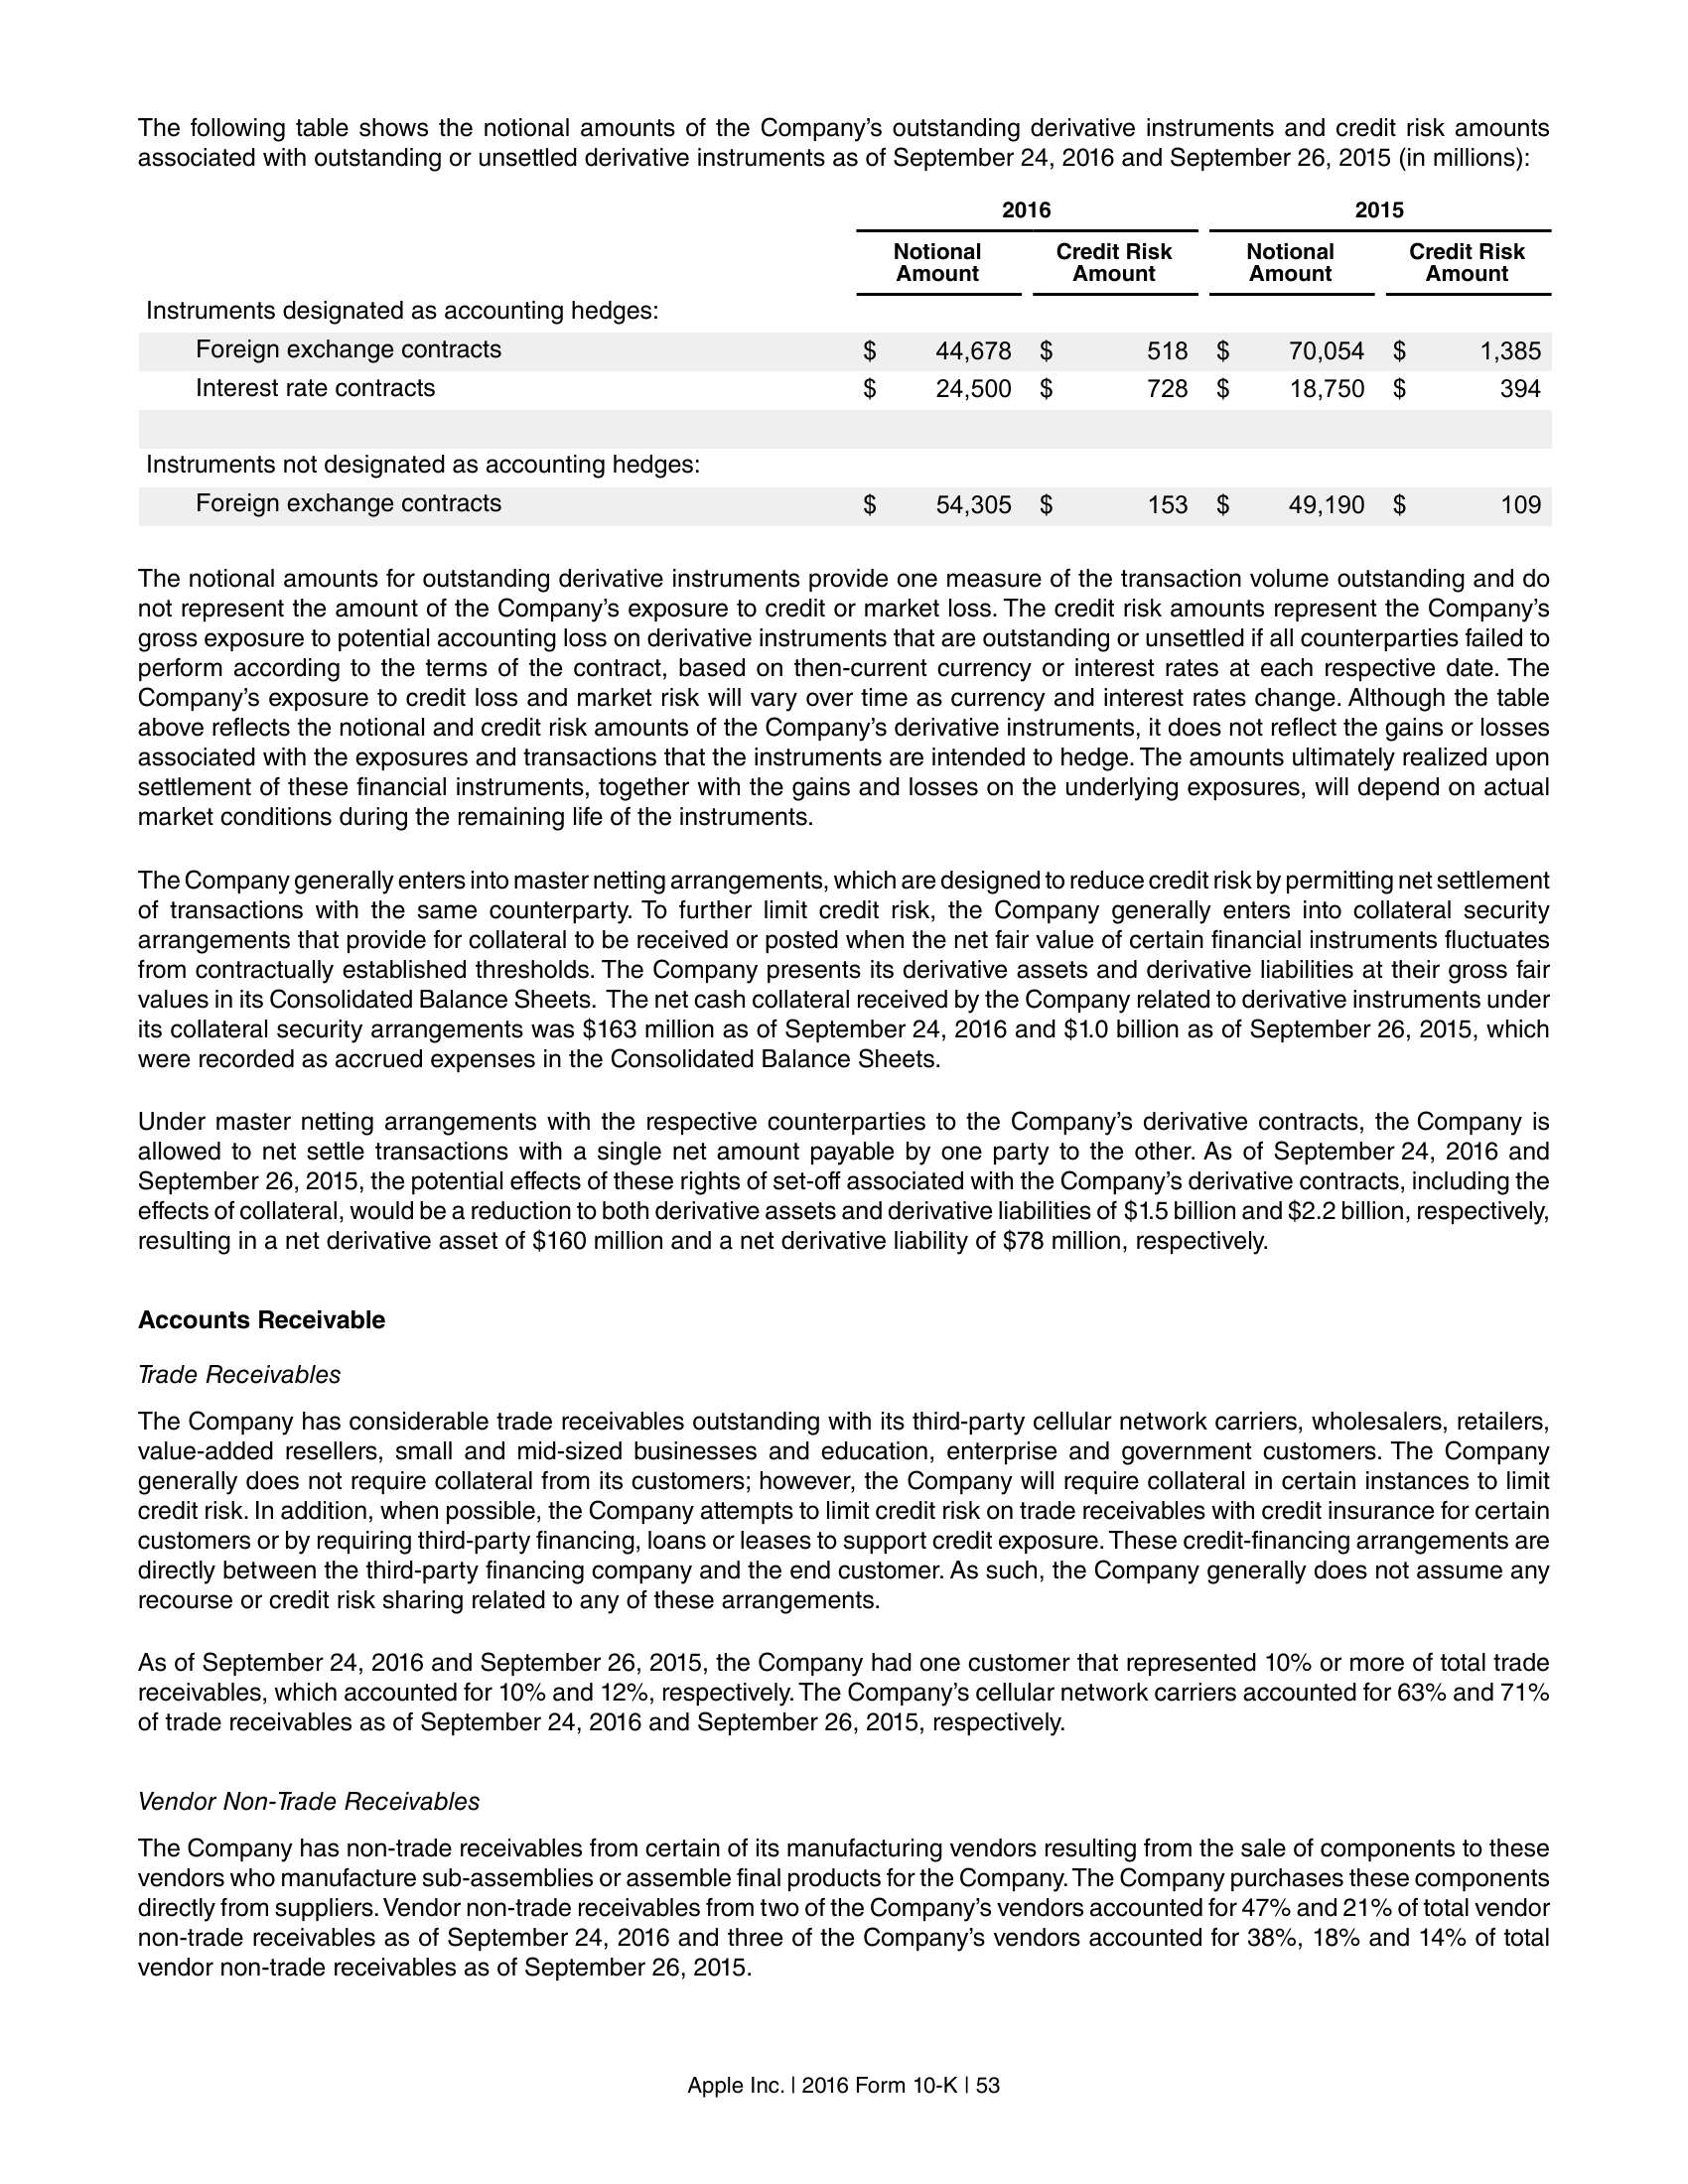 The following table shows the notional amounts of the Company’s outstanding derivative instruments and credit risk amounts
associated with outstanding or unsettled derivative instruments as of September 24, 2016 and September 26, 2015 (in millions):
2016 2015
Notional Amount Credit Risk Amount Notional Amount Credit Risk Amount
Instruments designated as accounting hedges:
Foreign exchange contracts $ 44,678 $ 518 $ 70,054 $ 1,385
Interest rate contracts $ 24,500 $ 728 $ 18,750 $ 394
Instruments not designated as accounting hedges:
Foreign exchange contracts $ 54,305 $ 153 $ 49,190 $ 109
The notional amounts for outstanding derivative instruments provide one measure of the transaction volume outstanding and do
not represent the amount of the Company’s exposure to credit or market loss. The credit risk amounts represent the Company’s
gross exposure to potential accounting loss on derivative instruments that are outstanding or unsettled if all counterparties failed to
perform according to the terms of the contract, based on then-current currency or interest rates at each respective date. The
Company’s exposure to credit loss and market risk will vary over time as currency and interest rates change. Although the table
above reflects the notional and credit risk amounts of the Company’s derivative instruments, it does not reflect the gains or losses
associated with the exposures and transactions that the instruments are intended to hedge. The amounts ultimately realized upon
settlement of these financial instruments, together with the gains and losses on the underlying exposures, will depend on actual
market conditions during the remaining life of the instruments.
The Company generally enters into master netting arrangements, which are designed to reduce credit risk by permitting net settlement
of transactions with the same counterparty. To further limit credit risk, the Company generally enters into collateral security
arrangements that provide for collateral to be received or posted when the net fair value of certain financial instruments fluctuates
from contractually established thresholds. The Company presents its derivative assets and derivative liabilities at their gross fair
values in its Consolidated Balance Sheets. The net cash collateral received by the Company related to derivative instruments under
its collateral security arrangements was $163 million as of September 24, 2016 and $1.0 billion as of September 26, 2015, which
were recorded as accrued expenses in the Consolidated Balance Sheets.
Under master netting arrangements with the respective counterparties to the Company’s derivative contracts, the Company is
allowed to net settle transactions with a single net amount payable by one party to the other. As of September 24, 2016 and
September 26, 2015, the potential effects of these rights of set-off associated with the Company’s derivative contracts, including the
effects of collateral, would be a reduction to both derivative assets and derivative liabilities of $1.5 billion and $2.2 billion, respectively,
resulting in a net derivative asset of $160 million and a net derivative liability of $78 million, respectively.
Accounts Receivable
Trade Receivables
The Company has considerable trade receivables outstanding with its third-party cellular network carriers, wholesalers, retailers,
value-added resellers, small and mid-sized businesses and education, enterprise and government customers. The Company
generally does not require collateral from its customers; however, the Company will require collateral in certain instances to limit
credit risk. In addition, when possible, the Company attempts to limit credit risk on trade receivables with credit insurance for certain
customers or by requiring third-party financing, loans or leases to support credit exposure. These credit-financing arrangements are
directly between the third-party financing company and the end customer. As such, the Company generally does not assume any
recourse or credit risk sharing related to any of these arrangements.
As of September 24, 2016 and September 26, 2015, the Company had one customer that represented 10% or more of total trade
receivables, which accounted for 10% and 12%, respectively. The Company’s cellular network carriers accounted for 63% and 71%
of trade receivables as of September 24, 2016 and September 26, 2015, respectively.
Vendor Non-Trade Receivables
The Company has non-trade receivables from certain of its manufacturing vendors resulting from the sale of components to these
vendors who manufacture sub-assemblies or assemble final products for the Company. The Company purchases these components
directly from suppliers. Vendor non-trade receivables from two of the Company’s vendors accounted for 47% and 21% of total vendor
non-trade receivables as of September 24, 2016 and three of the Company’s vendors accounted for 38%, 18% and 14% of total
vendor non-trade receivables as of September 26, 2015.
Apple Inc. | 2016 Form 10-K | 53